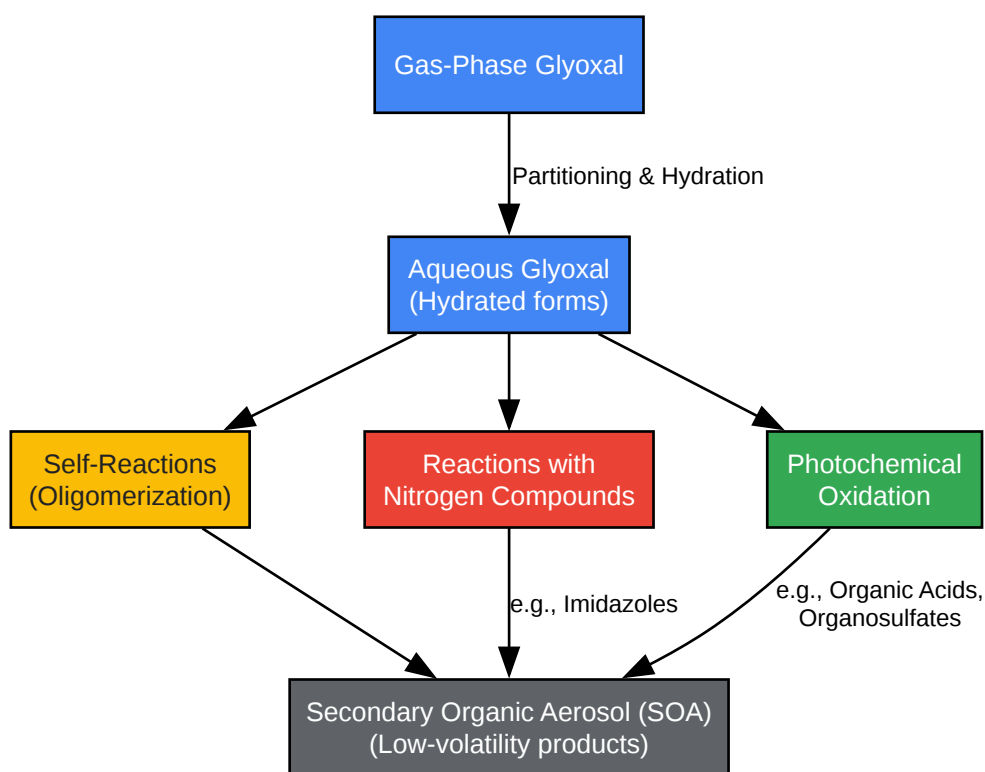 Gas-Phase Glyoxal
Partitioning & Hydration
Aqueous Glyoxal
(Hydrated forms)
Self-Reactions
(Oligomerization)
Reactions with
Nitrogen Compounds
Photochemical
Oxidation
e.g., Imidazoles
e.g., Organic Acids,
Organosulfates
Secondary Organic Aerosol (SOA)
(Low-volatility products)